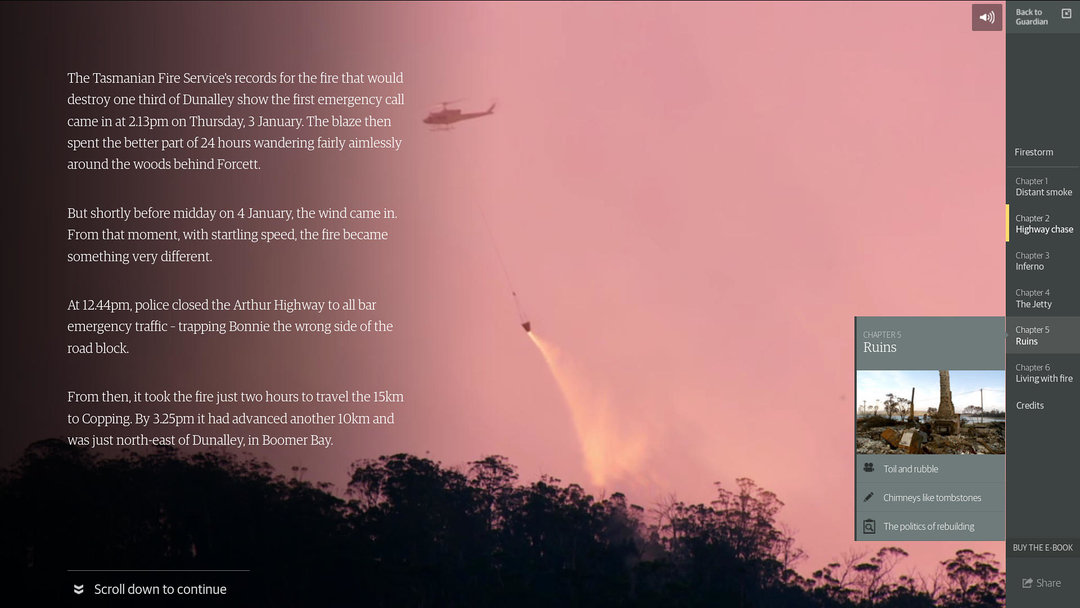 The Tasmanian Fire Service's records for the fire that would
destroy one third of Dunalley show the first emergency call
came in at 2.13pm on Thursday, 3 January. The blaze then
spent the better part of 24 hours wandering fairly aimlessly
around the woods behind Forcett.
But shortly before midday on 4 January, the wind came in.
From that moment, with startling speed, the fire became
something very different.
At 12.44pm, police closed the Arthur Highway to all bar
emergency traffic – trapping Bonnie the wrong side of the
road block.
From then, it took the fire just two hours to travel the 15km
to Copping. By 3.25pm it had advanced another 10km and
was just north-east of Dunalley, in Boomer Bay.
Scroll down to continue
CHAPTER 5
Ruins
Toil and rubble
Chimneys like tombstones
The politics of rebuilding
Back to
Guardian
Firestorm
Chapter 1
Distant smoke
Chapter 2
Highway chase
Chapter 3
Inferno
Chapter 4
The Jetty
Chapter 5
Ruins
Chapter 6
Living with fire
Credits
BUY THE E-BOOK
Share